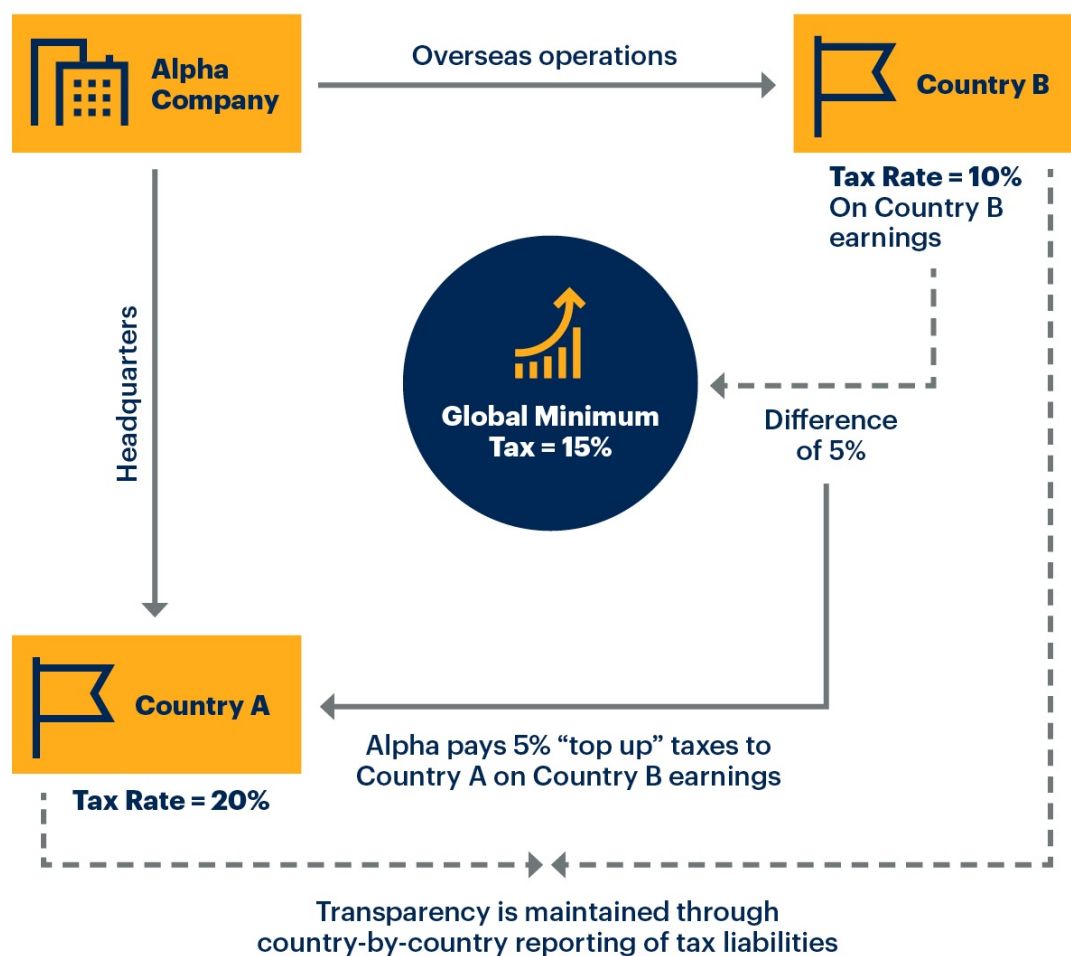 Alpha
Company
Overseas operations
Country B
Tax Rate = 10%
On Country B
earnings
Headquarters
Global Minimum
Tax = 15%
Difference
of 5%
Country A
Alpha pays 5% “top up” taxes to
Country A on Country B earnings
Tax Rate = 20%
Transparency is maintained through
country-by-country reporting of tax liabilities